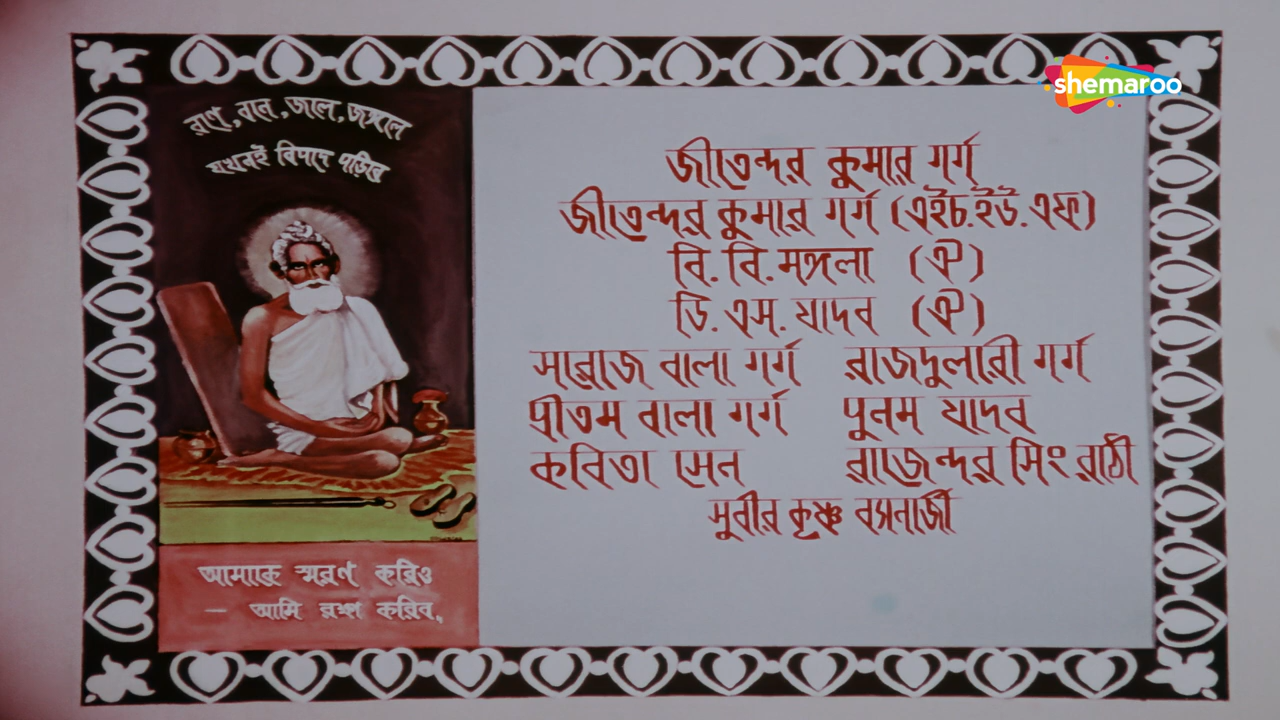 shemaroo
রণে, বনে, জলে, জঙ্গলে
যখনই বিপদে পড়িবে
আমাকে স্মরণ করিও
— আমি রক্ষা করিব,
জীতেন্দর কুমার গর্গ
জীতেন্দর কুমার গর্গ (এইচ.ইউ.এফ)
বি. বি. মঙ্গলা (ঐ)
ডি. এস. যাদব (ঐ)
সারোজ বালা গর্গ রাজদুলারী গর্গ
প্রীতম বালা গর্গ পুনম যাদব
কবিতা সেন রাজেন্দর সিং রাঠী
সুবীর কৃষ্ণ ব্যনার্জী